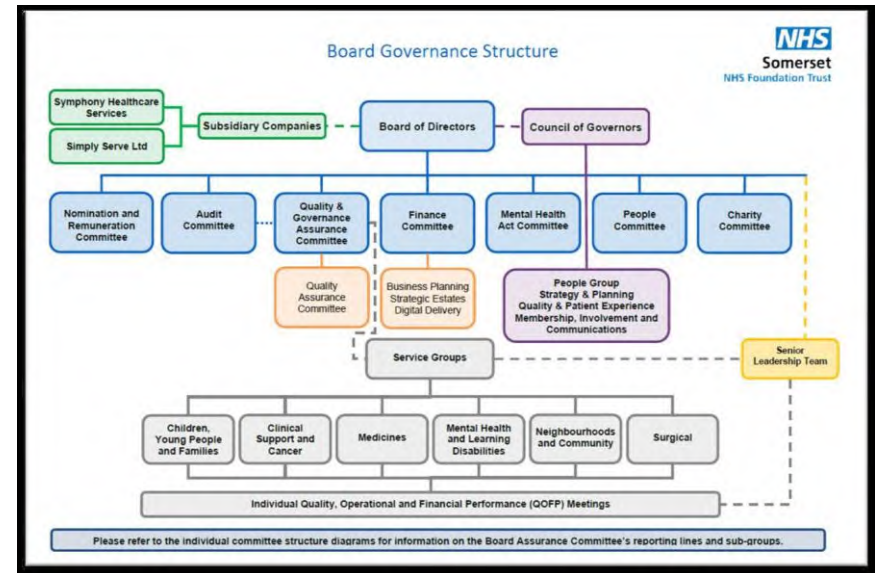 Board Governance Structure
NHS
Somerset
NHS Foundation Trust
Symphony Healthcare
Services
Simply Serve Ltd
Subsidiary Companies
Board of Directors
Council of Governors
Nomination and
Remuneration
Committee
Audit
Committee
Quality &
Governance
Assurance
Committee
Finance
Committee
Mental Health
Act Committee
People
Committee
Charity
Committee
Quality
Assurance
Committee
Business Planning
Strategic Estates
Digital Delivery
People Group
Strategy & Planning
Quality & Patient Experience
Membership, Involvement and
Communications
Service Groups
Senior
Leadership Team
Children,
Young People
and Families
Clinical
Support and
Cancer
Medicines
Mental Health
and Learning
Disabilities
Neighbourhoods
and Community
Surgical
Individual Quality, Operational and Financial Performance (QOFP) Meetings
Please refer to the individual committee structure diagrams for information on the Board Assurance Committee's reporting lines and sub-groups.